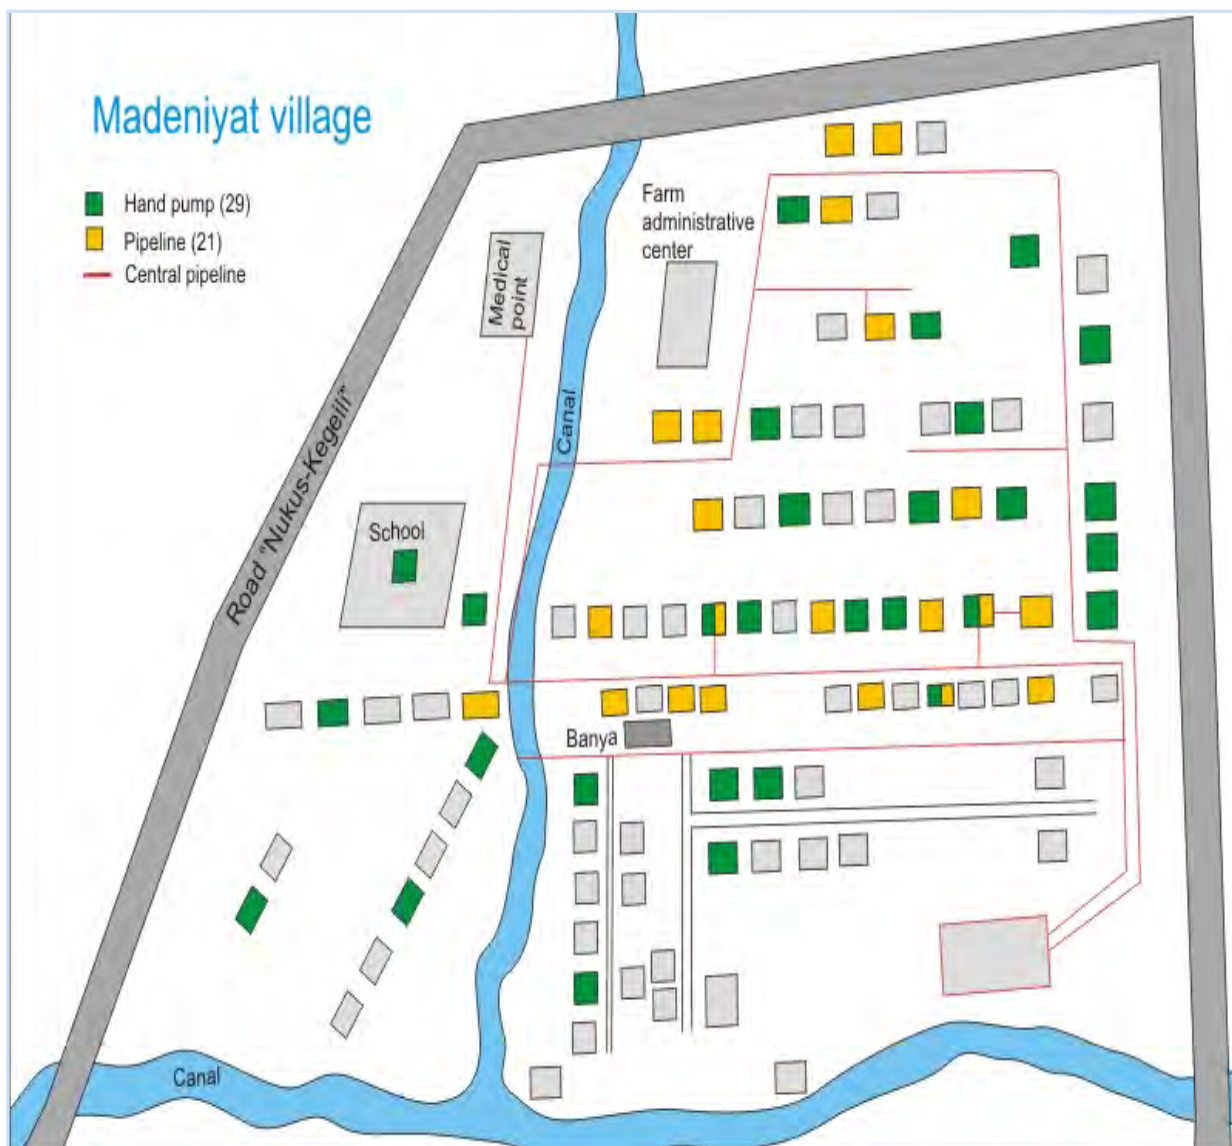 Madeniyat village
Hand pump (29)
Pipeline (21)
Central pipeline
Medical
point
Farm
administrative
center
Canal
Road "Nukus-Kegeili"
School
Banya
Canal